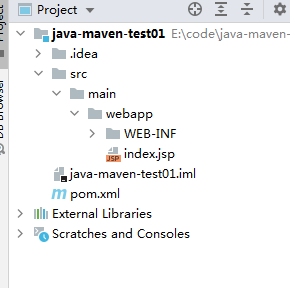 Project
java-maven-test01 E:\code\java-maven-
.idea
src
main
webapp
WEB-INF
JSP index.jsp
java-maven-test01.iml
m pom.xml
External Libraries
Scratches and Consoles
DB Browser